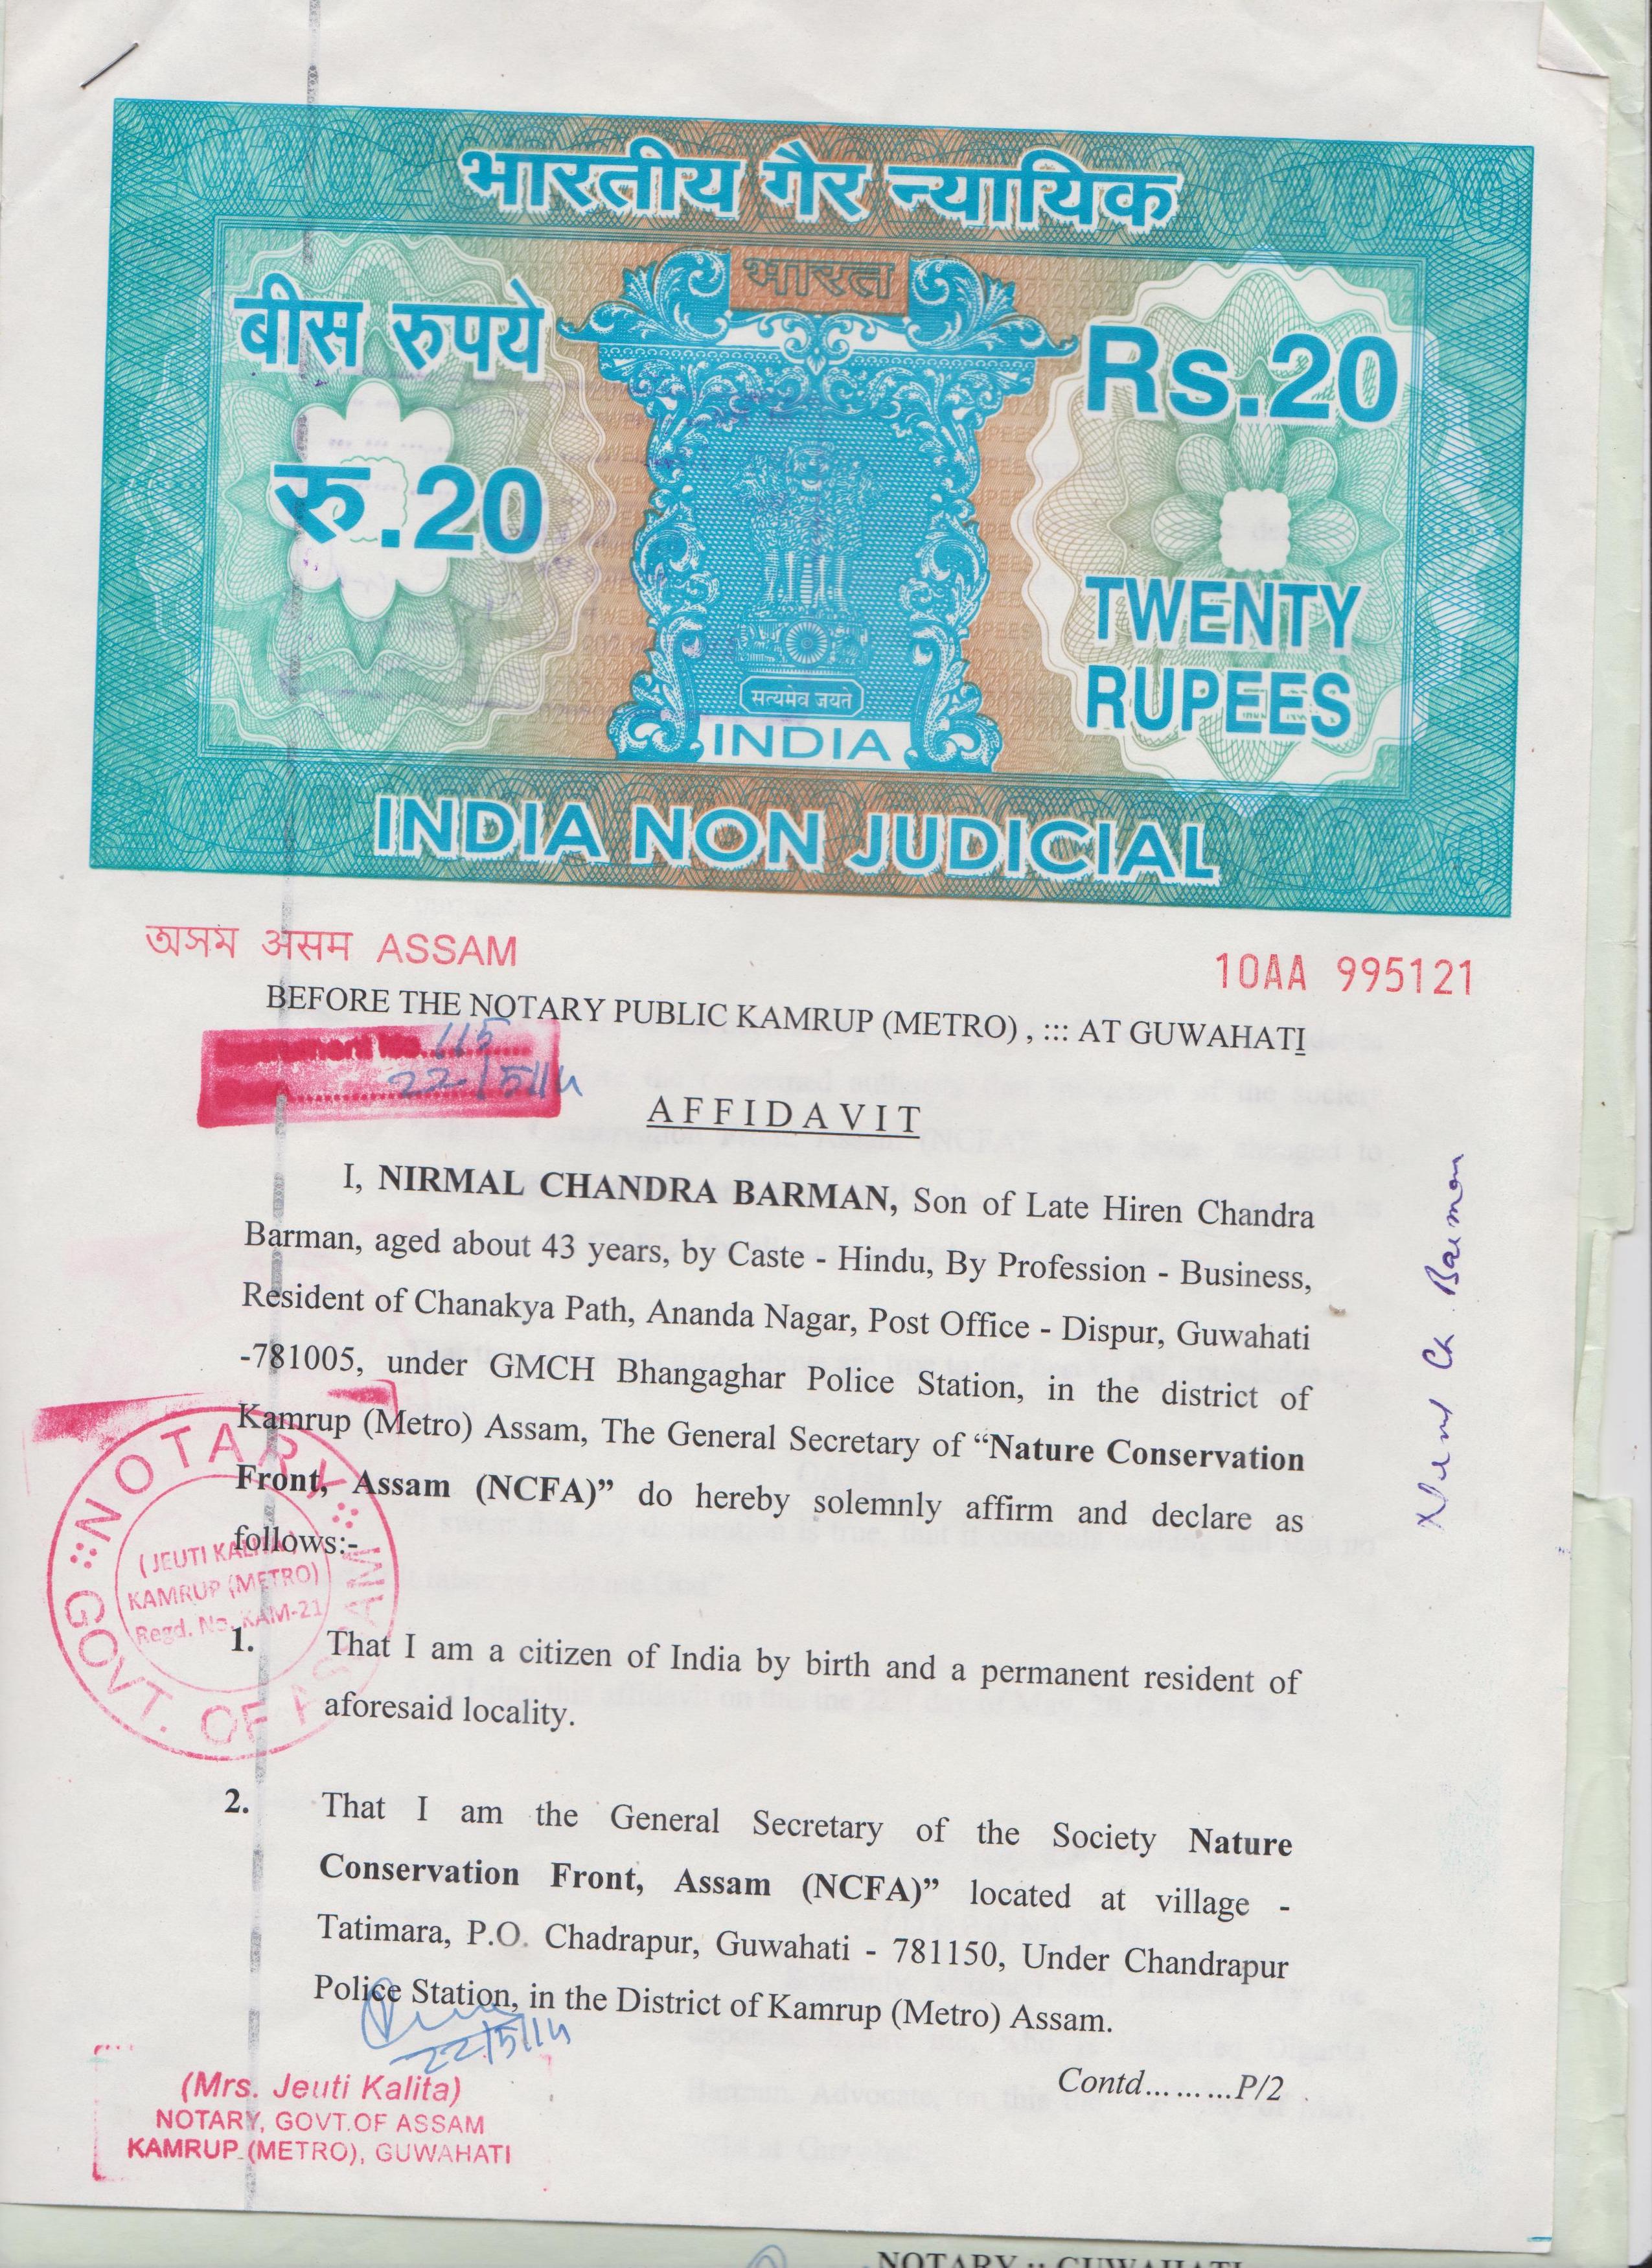 भारतीय गैर न्यायिक
भारत
बीस रुपये
Rs.20
रु.20
TWENTY
RUPEES
सत्यमेव जयते
INDIA
INDIA NON JUDICIAL
অসম असम ASSAM
10AA 995121
BEFORE THE NOTARY PUBLIC KAMRUP (METRO) , ::: AT GUWAHATI
No. 115
22/5/14
AFFIDAVIT
I, NIRMAL CHANDRA BARMAN, Son of Late Hiren Chandra
Barman, aged about 43 years, by Caste - Hindu, By Profession - Business,
Resident of Chanakya Path, Ananda Nagar, Post Office - Dispur, Guwahati
-781005, under GMCH Bhangaghar Police Station, in the district of
Kamrup (Metro) Assam, The General Secretary of “Nature Conservation
Front, Assam (NCFA)” do hereby solemnly affirm and declare as
follows:-
Ch. Barman
NOTARY
GOVT. OF ASSAM
(JEUTI KALITA)
KAMRUP (METRO)
Regd. No. KAM-21
1. That I am a citizen of India by birth and a permanent resident of
aforesaid locality.
2. That I am the General Secretary of the Society Nature
Conservation Front, Assam (NCFA)” located at village -
Tatimara, P.O. Chadrapur, Guwahati - 781150, Under Chandrapur
Police Station, in the District of Kamrup (Metro) Assam.
22/5/14
Contd.........P/2
(Mrs. Jeuti Kalita)
NOTARY, GOVT.OF ASSAM
KAMRUP (METRO), GUWAHATI
NOTARY :: GUWAHATI